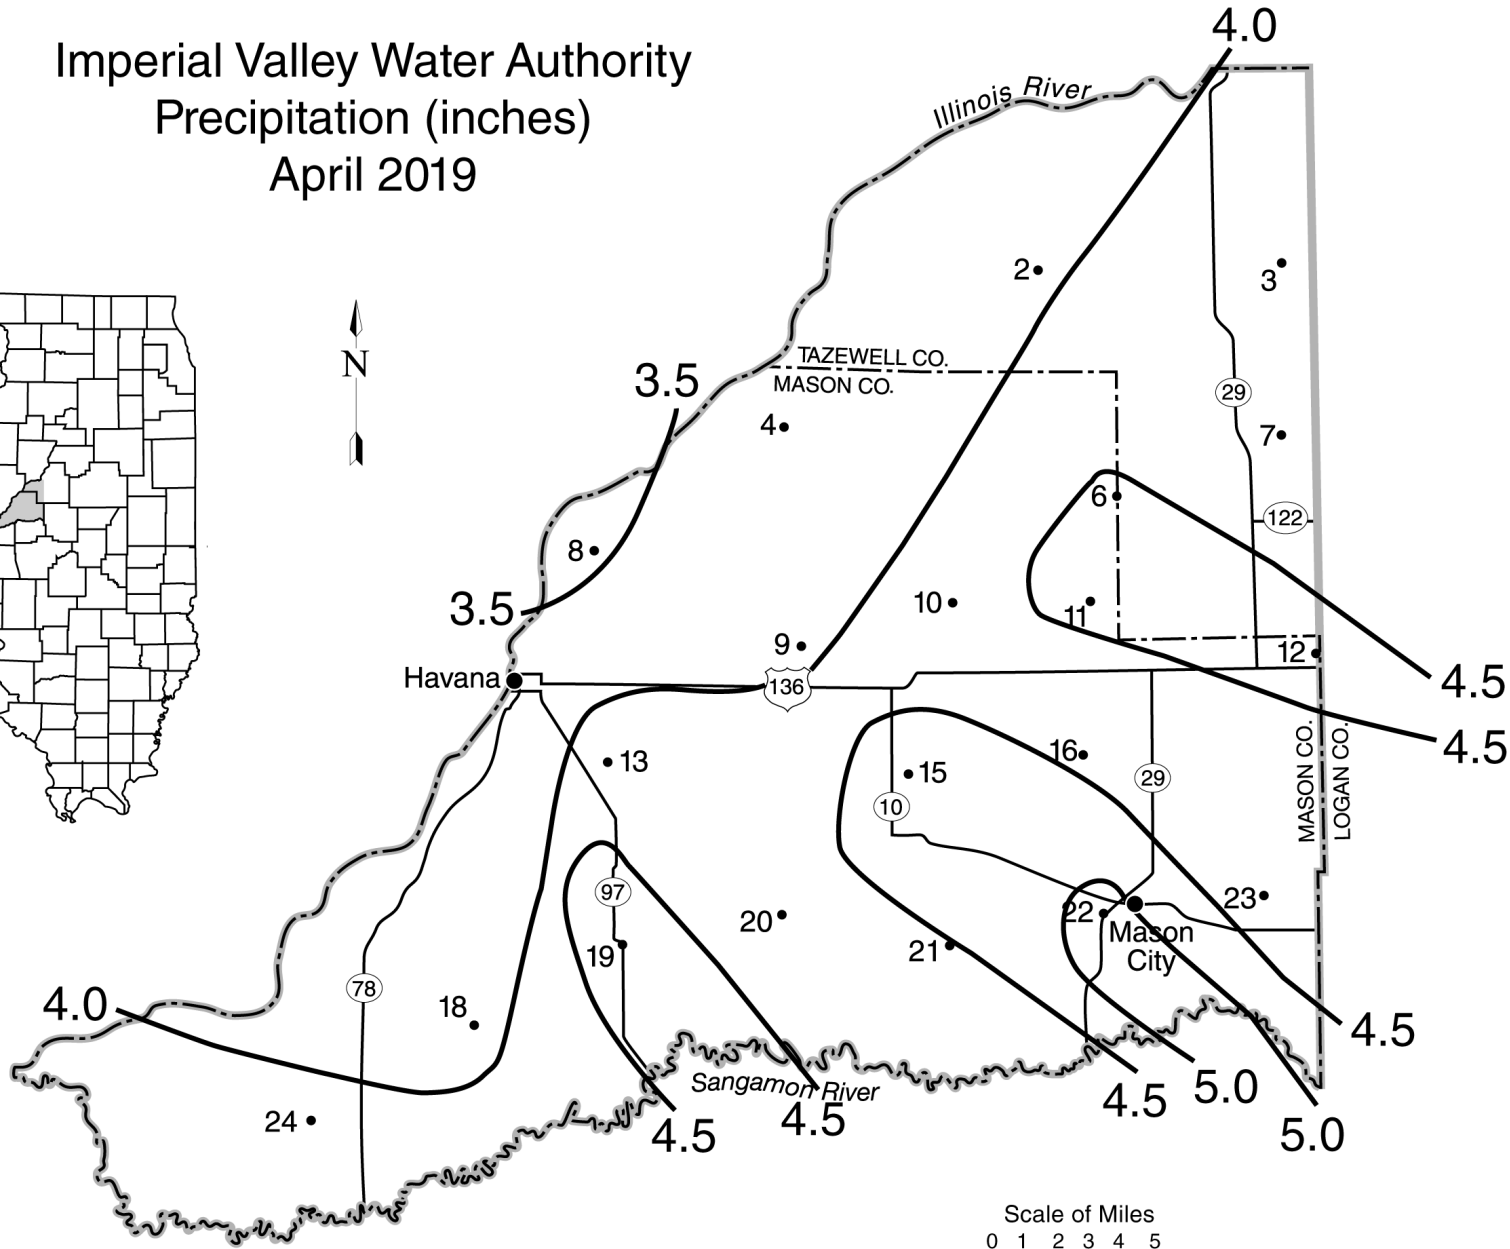 Imperial Valley Water Authority
Precipitation (inches)
April 2019
4.0
Illinois River
2
3
N
3.5
TAZEWELL CO.
MASON CO.
29
4
7
6
122
8
3.5
10
11
9
12
Havana
136
4.5
4.5
13
15
16
29
10
MASON CO.
LOGAN CO.
97
20
22
23
19
21
Mason
City
78
18
4.0
4.5
Sangamon River
24
4.5
4.5
4.5
5.0
5.0
Scale of Miles
0 1 2 3 4 5